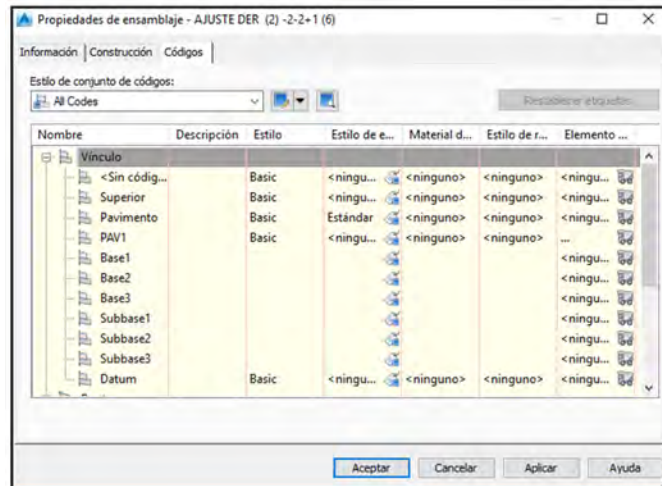 Propiedades de ensamblaje - AJUSTE DER (2) -2-2+1 (6)
Información Construcción Códigos
Estilo de conjunto de códigos:
All Codes Restablecer etiquetas
Nombre Descripción Estilo Estilo de e... Material d... Estilo de r... Elemento ...
Vínculo
<Sin códig... Basic <ningu... <ninguno> <ninguno> <ningu...
Superior Basic <ningu... <ninguno> <ninguno> <ningu...
Pavimento Basic Estándar <ninguno> <ninguno> <ningu...
PAV1 Basic <ningu... <ninguno> <ninguno> ...
Base1 <ningu...
Base2 <ningu...
Base3 <ningu...
Subbase1 <ningu...
Subbase2 <ningu...
Subbase3 <ningu...
Datum Basic <ningu... <ninguno> <ninguno> <ningu...
Aceptar Cancelar Aplicar Ayuda